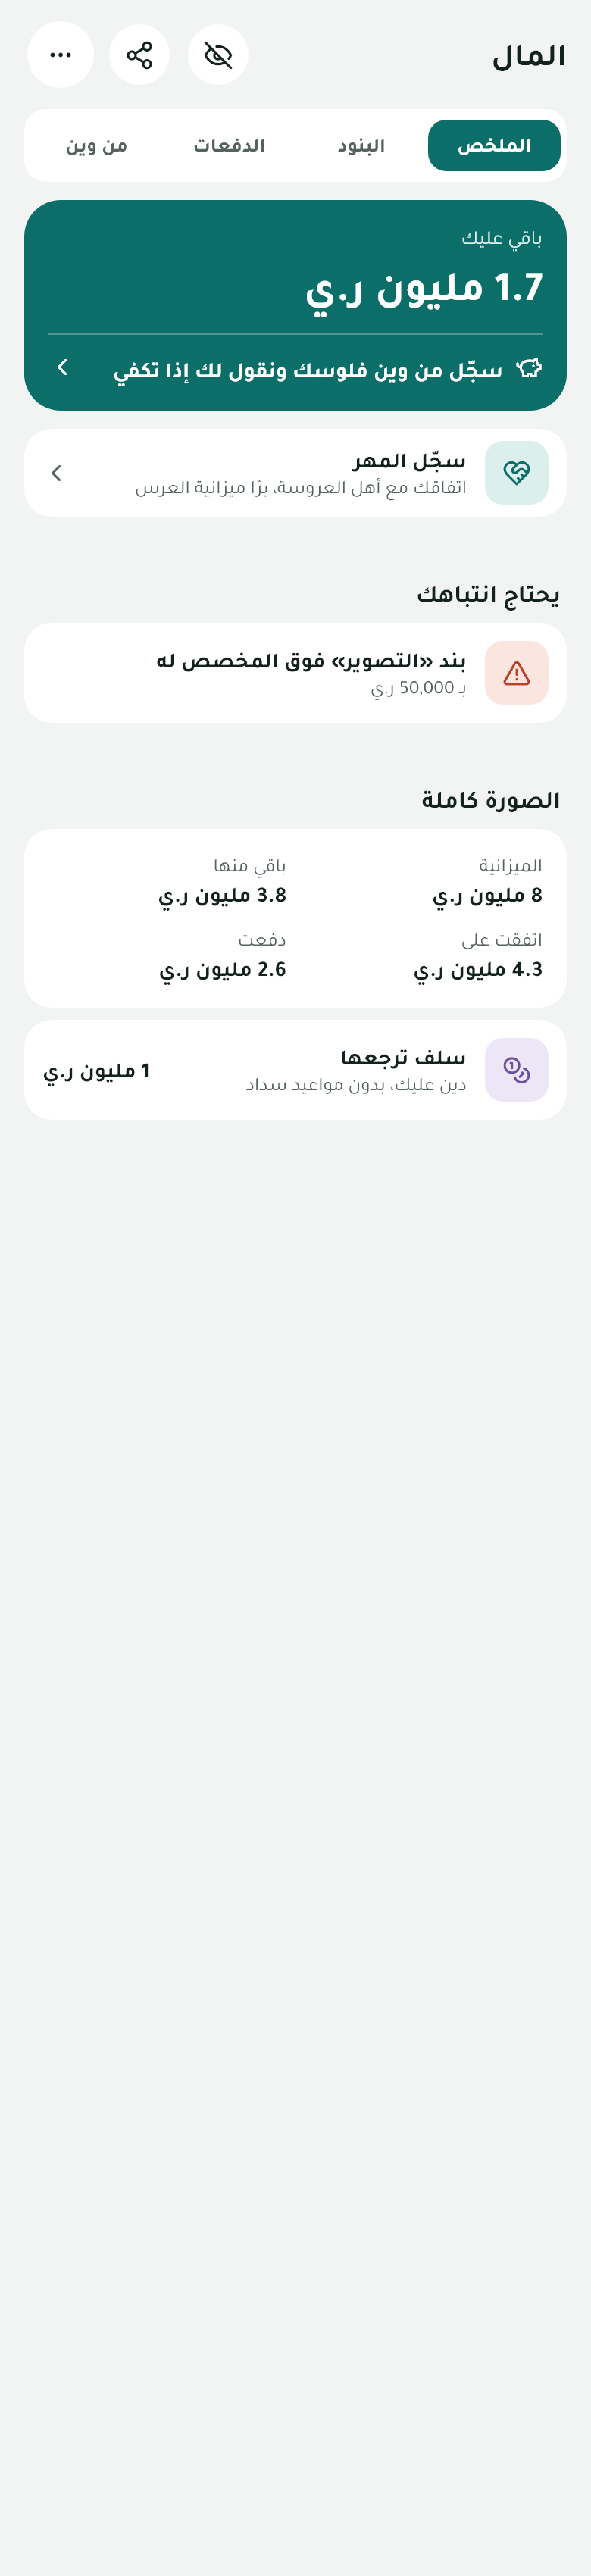 المال
الملخص
البنود
الدفعات
من وين
باقي عليك
1.7 مليون ر.ي
سجّل من وين فلوسك ونقول لك إذا تكفي
سجّل المهر
اتفاقك مع أهل العروسة، برّا ميزانية العرس
يحتاج انتباهك
بند «التصوير» فوق المخصص له
بـ 50,000 ر.ي
الصورة كاملة
الميزانية
8 مليون ر.ي
باقي منها
3.8 مليون ر.ي
اتفقت على
4.3 مليون ر.ي
دفعت
2.6 مليون ر.ي
سلف ترجعها
دين عليك، بدون مواعيد سداد
1 مليون ر.ي